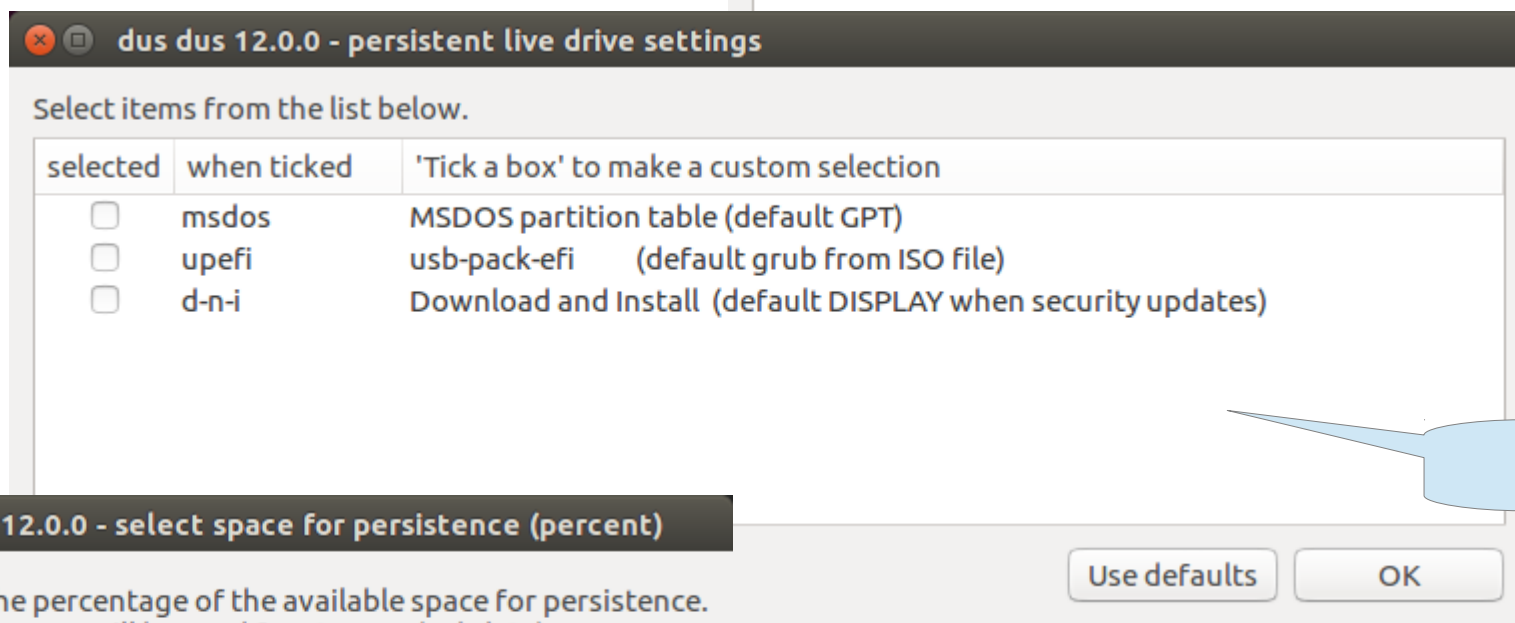 dus dus 12.0.0 - persistent live drive settings
Select items from the list below.
selected when ticked 'Tick a box' to make a custom selection
msdos MSDOS partition table (default GPT)
upefi usb-pack-efi (default grub from ISO file)
d-n-i Download and Install (default DISPLAY when security updates)
12.0.0 - select space for persistence (percent)
percentage of the available space for persistence.
Use defaults OK